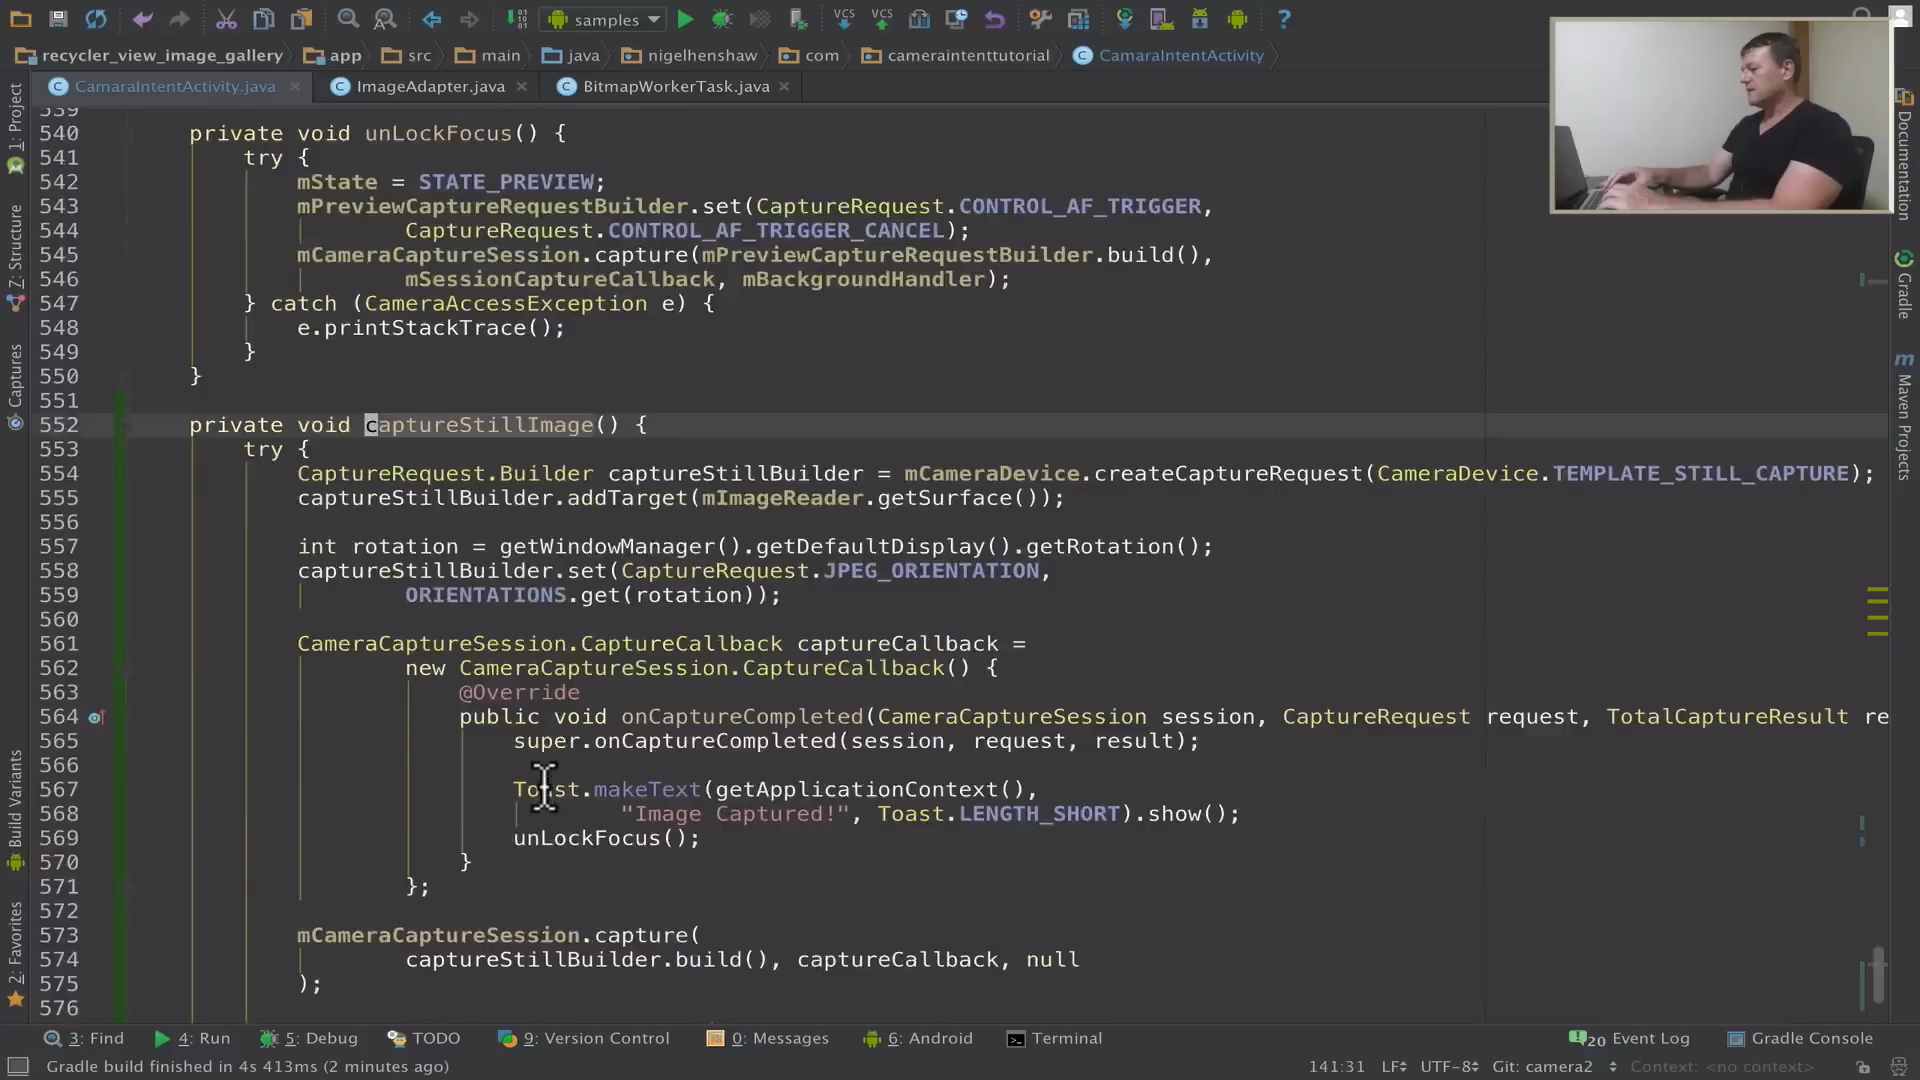 samples
recycler_view_image_gallery app src main java nigelhenshaw com cameraintenttutorial CamaraIntentActivity
CamaraIntentActivity.java ImageAdapter.java BitmapWorkerTask.java
1: Project
Z: Structure
Captures
Build Variants
2: Favorites
539
540 private void unLockFocus() {
541 try {
542 mState = STATE_PREVIEW;
543 mPreviewCaptureRequestBuilder.set(CaptureRequest.CONTROL_AF_TRIGGER,
544 CaptureRequest.CONTROL_AF_TRIGGER_CANCEL);
545 mCameraCaptureSession.capture(mPreviewCaptureRequestBuilder.build(),
546 mSessionCaptureCallback, mBackgroundHandler);
547 } catch (CameraAccessException e) {
548 e.printStackTrace();
549 }
550 }
551
552 private void captureStillImage() {
553 try {
554 CaptureRequest.Builder captureStillBuilder = mCameraDevice.createCaptureRequest(CameraDevice.TEMPLATE_STILL_CAPTURE);
555 captureStillBuilder.addTarget(mImageReader.getSurface());
556
557 int rotation = getWindowManager().getDefaultDisplay().getRotation();
558 captureStillBuilder.set(CaptureRequest.JPEG_ORIENTATION,
559 ORIENTATIONS.get(rotation));
560
561 CameraCaptureSession.CaptureCallback captureCallback =
562 new CameraCaptureSession.CaptureCallback() {
563 @Override
564 public void onCaptureCompleted(CameraCaptureSession session, CaptureRequest request, TotalCaptureResult re
565 super.onCaptureCompleted(session, request, result);
566
567 Toast.makeText(getApplicationContext(),
568 "Image Captured!", Toast.LENGTH_SHORT).show();
569 unLockFocus();
570 }
571 };
572
573 mCameraCaptureSession.capture(
574 captureStillBuilder.build(), captureCallback, null
575 );
576
Documentation
Gradle
Maven Projects
3: Find 4: Run 5: Debug TODO 9: Version Control 0: Messages 6: Android Terminal 20 Event Log Gradle Console
Gradle build finished in 4s 413ms (2 minutes ago) 141:31 LF UTF-8 Git: camera2 Context: <no context>